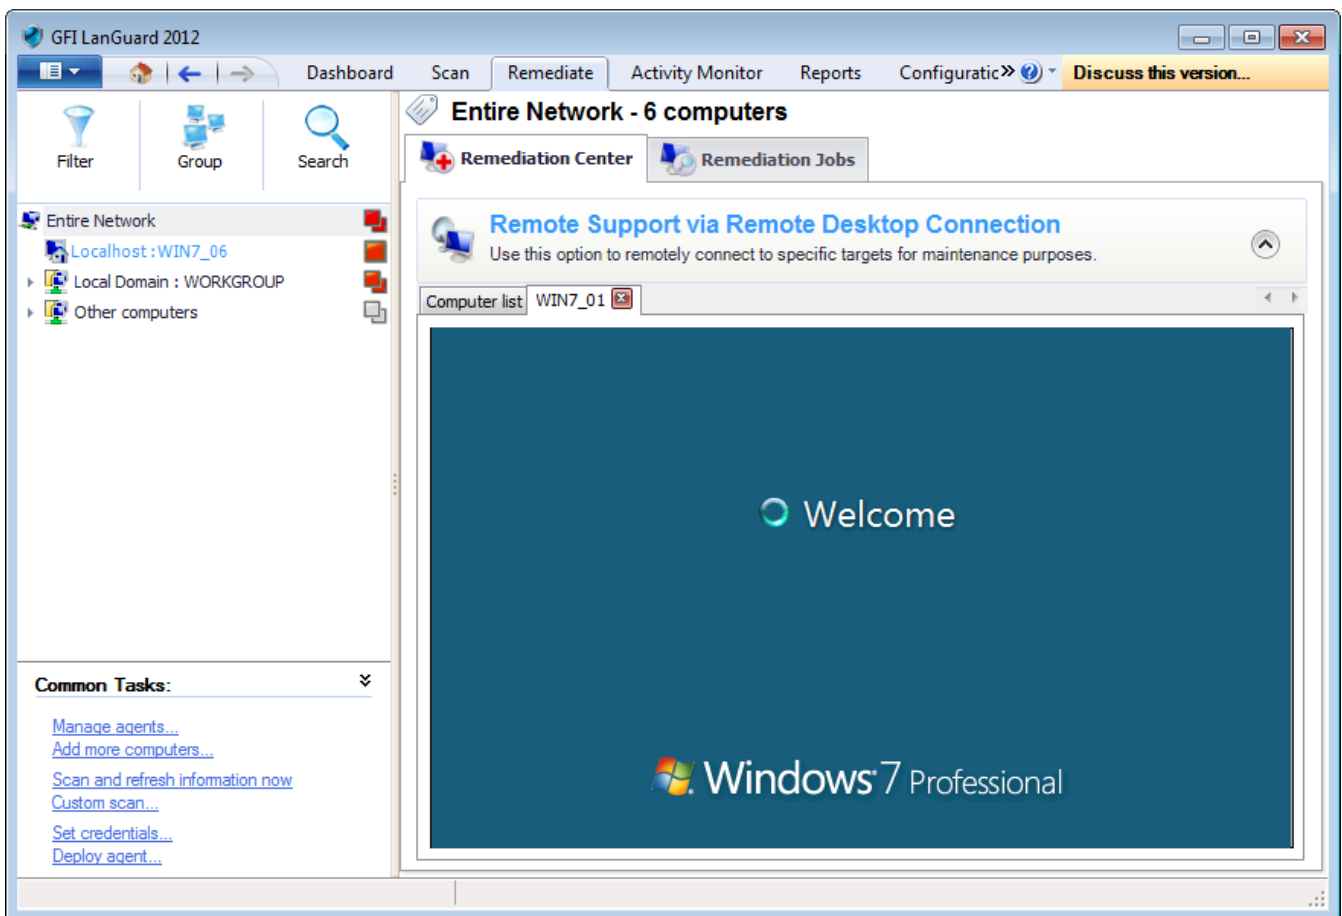 GFI LanGuard 2012
Dashboard Scan Remediate Activity Monitor Reports Configuratic» Discuss this version...
Filter Group Search
Entire Network
Localhost : WIN7_06
Local Domain : WORKGROUP
Other computers
Common Tasks:
Manage agents...
Add more computers...
Scan and refresh information now
Custom scan...
Set credentials...
Deploy agent...
Entire Network - 6 computers
Remediation Center Remediation Jobs
Remote Support via Remote Desktop Connection
Use this option to remotely connect to specific targets for maintenance purposes.
Computer list WIN7_01
Welcome
Windows 7 Professional